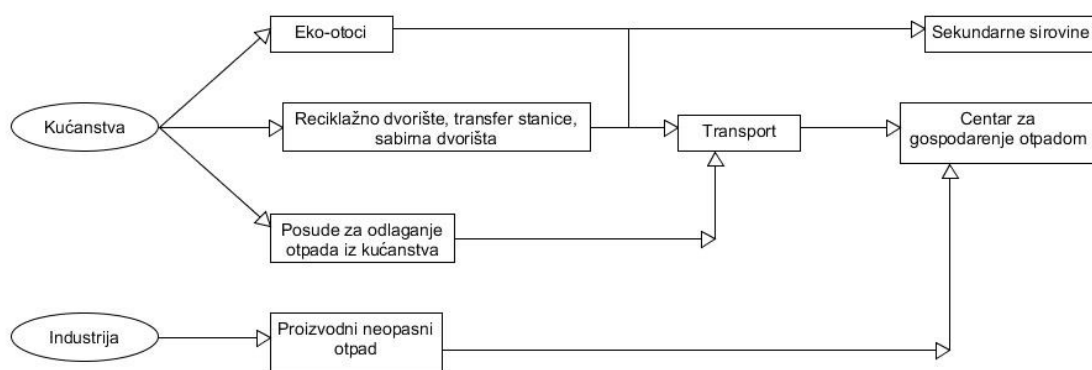 Eko-otoci
Sekundarne sirovine
Kućanstva
Reciklažno dvorište, transfer stanice,
sabirna dvorišta
Transport
Centar za
gospodarenje otpadom
Posude za odlaganje
otpada iz kućanstva
Industrija
Proizvodni neopasni
otpad